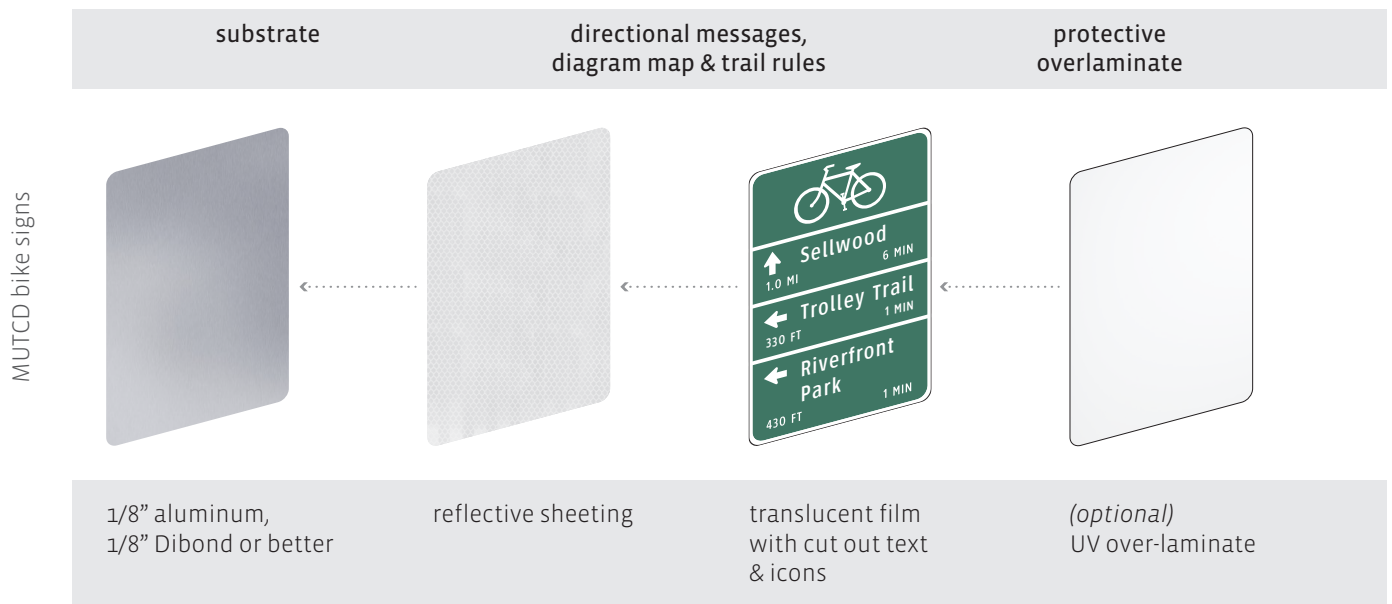 substrate
directional messages,
diagram map & trail rules
protective
overlaminate
MUTCD bike signs
Sellwood
1.0 MI
6 MIN
Trolley Trail
330 FT
1 MIN
Riverfront
Park
430 FT
1 MIN
1/8” aluminum,
1/8” Dibond or better
reflective sheeting
translucent film
with cut out text
& icons
(optional)
UV over-laminate